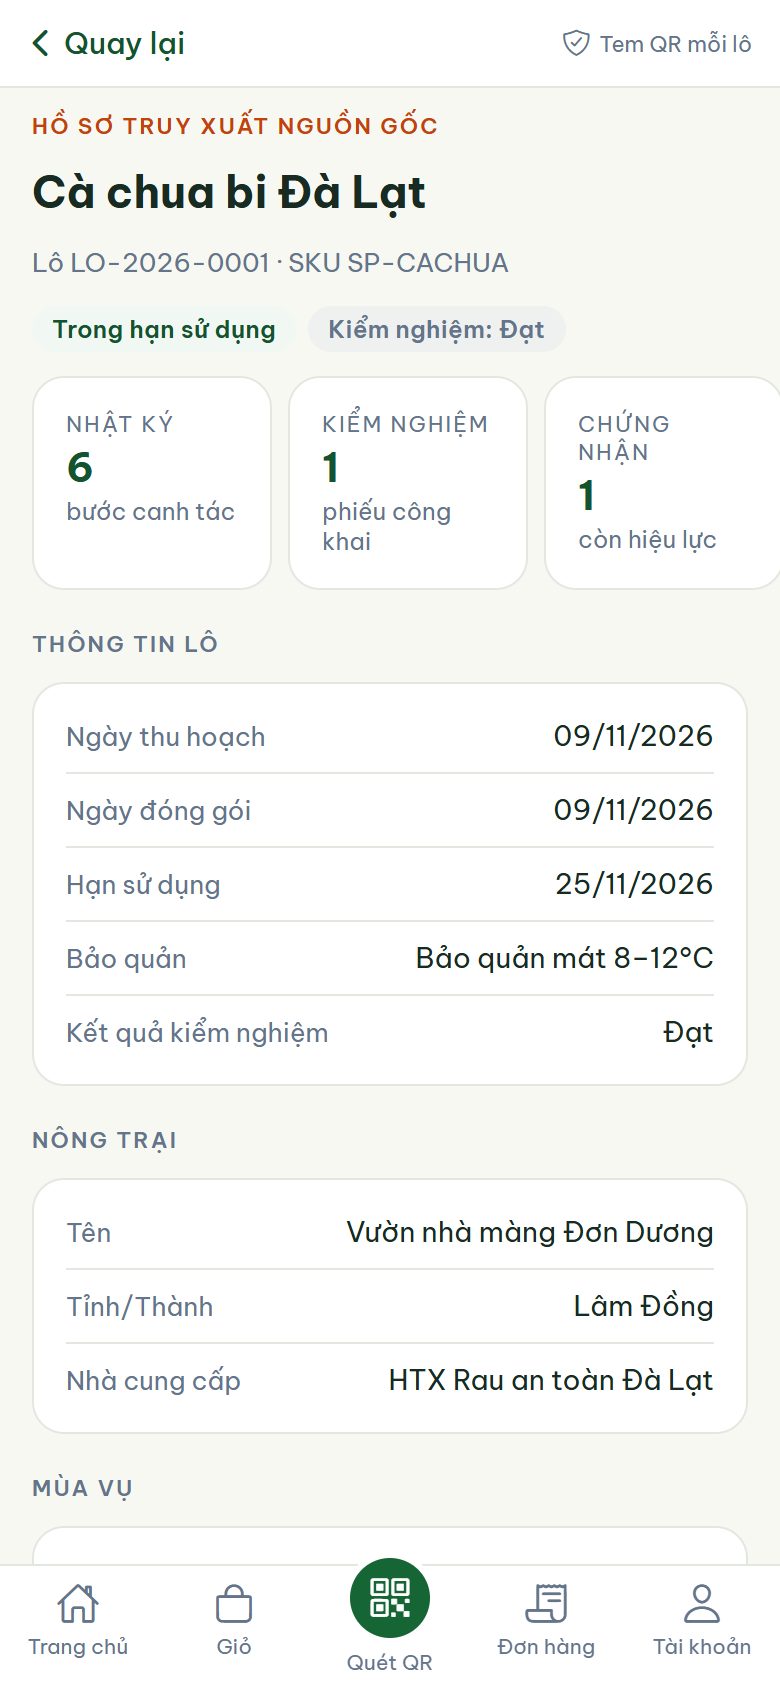 Quay lại
Tem QR mỗi lô
HỒ SƠ TRUY XUẤT NGUỒN GỐC
Cà chua bi Đà Lạt
Lô LO-2026-0001 · SKU SP-CACHUA
Trong hạn sử dụng
Kiểm nghiệm: Đạt
NHẬT KÝ
6
bước canh tác
KIỂM NGHIỆM
1
phiếu công
khai
CHỨNG
NHẬN
1
còn hiệu lực
THÔNG TIN LÔ
Ngày thu hoạch 09/11/2026
Ngày đóng gói 09/11/2026
Hạn sử dụng 25/11/2026
Bảo quản Bảo quản mát 8–12°C
Kết quả kiểm nghiệm Đạt
NÔNG TRẠI
Tên Vườn nhà màng Đơn Dương
Tỉnh/Thành Lâm Đồng
Nhà cung cấp HTX Rau an toàn Đà Lạt
MÙA VỤ
Trang chủ
Giỏ
Quét QR
Đơn hàng
Tài khoản